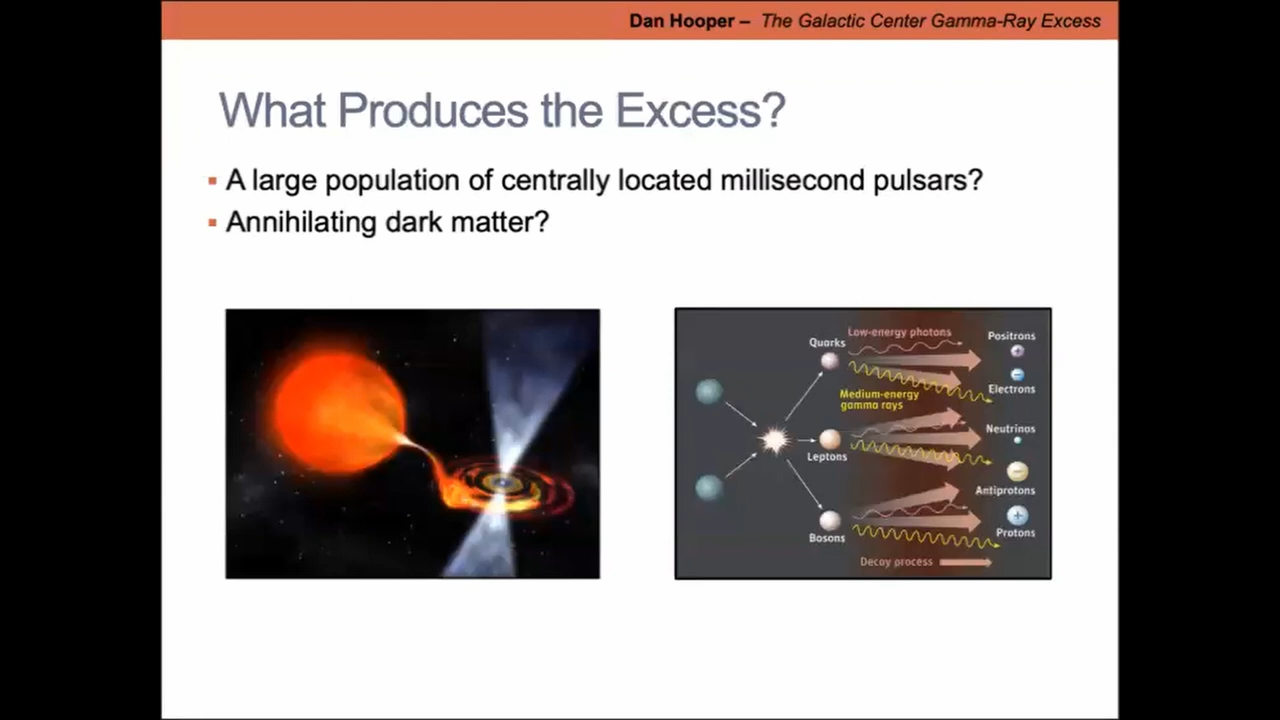 Dan Hooper – The Galactic Center Gamma-Ray Excess
What Produces the Excess?
▪ A large population of centrally located millisecond pulsars?
▪ Annihilating dark matter?
Low-energy photons
Positrons
Quarks
Electrons
Medium-energy
gamma rays
Neutrinos
Leptons
Antiprotons
Protons
Bosons
Decay process